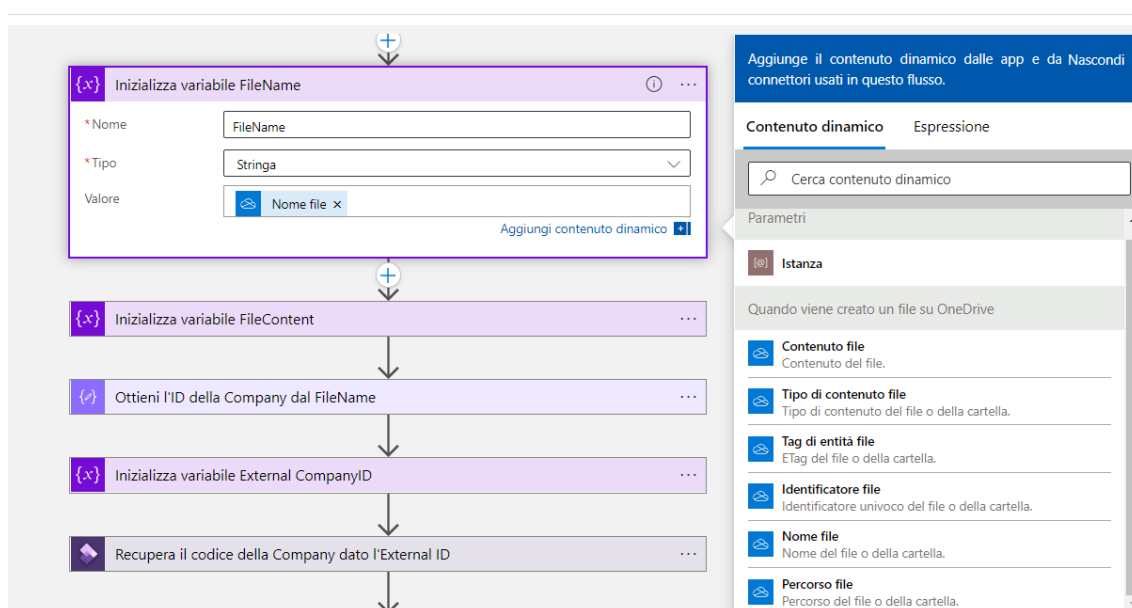 {x} Inizializza variabile FileName
*Nome
FileName
*Tipo
Stringa
Valore
Nome file ×
Aggiungi contenuto dinamico
{x} Inizializza variabile FileContent
Ottieni l'ID della Company dal FileName
{x} Inizializza variabile External CompanyID
Recupera il codice della Company dato l'External ID
Aggiunge il contenuto dinamico dalle app e da Nascondi
connettori usati in questo flusso.
Contenuto dinamico Espressione
Cerca contenuto dinamico
Parametri
[@] Istanza
Quando viene creato un file su OneDrive
Contenuto file
Contenuto del file.
Tipo di contenuto file
Tipo di contenuto del file o della cartella.
Tag di entità file
ETag del file o della cartella.
Identificatore file
Identificatore univoco del file o della cartella.
Nome file
Nome del file o della cartella.
Percorso file
Percorso del file o della cartella.